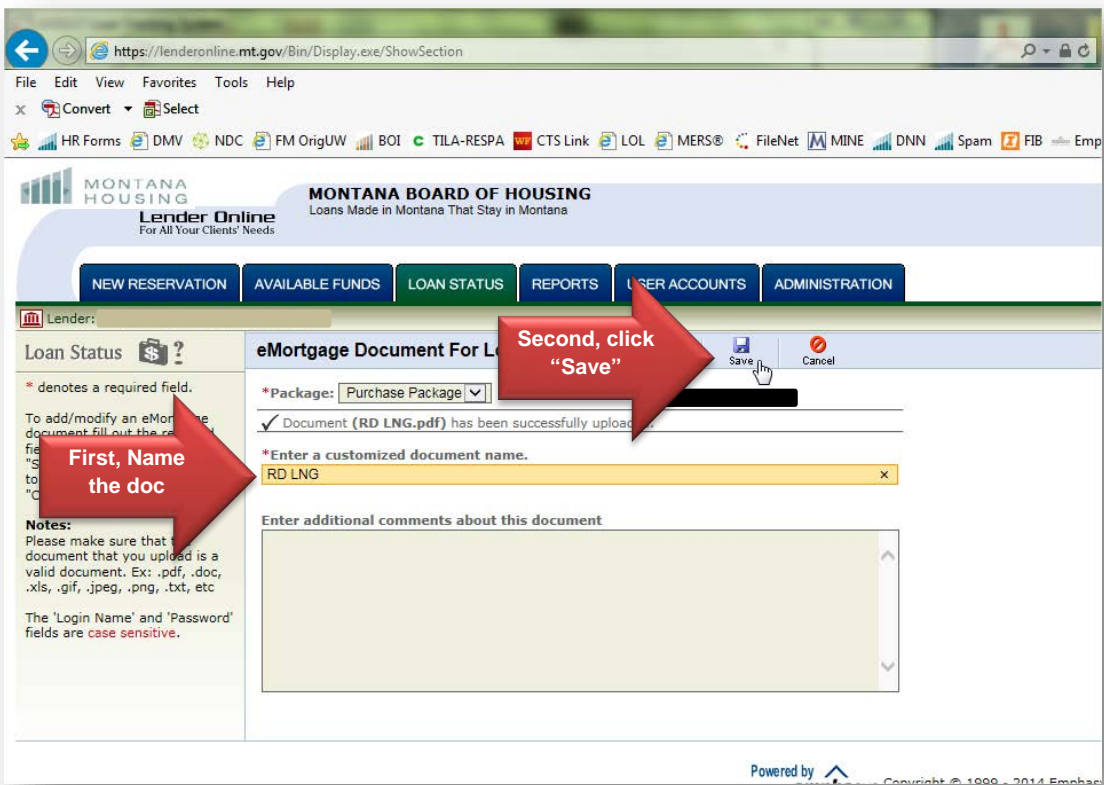 https://lenderonline.mt.gov/Bin/Display.exe/ShowSection
File Edit View Favorites Tools Help
x Convert Select
HR Forms DMV NDC FM OrigUW BOI TILA-RESPA CTS Link LOL MERS® FileNet MINE DNN Spam FIB Emp
MONTANA
HOUSING
Lender Online
For All Your Clients' Needs
MONTANA BOARD OF HOUSING
Loans Made in Montana That Stay in Montana
NEW RESERVATION AVAILABLE FUNDS LOAN STATUS REPORTS USER ACCOUNTS ADMINISTRATION
Lender:
Loan Status ?
eMortgage Document For Lo
Second, click
“Save”
Save
Cancel
* denotes a required field.
To add/modify an eMor
document fill out the
First, Name
the doc
Notes:
Please make sure that
document that you upload is a
valid document. Ex: .pdf, .doc,
.xls, .gif, .jpeg, .png, .txt, etc
The 'Login Name' and 'Password'
fields are case sensitive.
*Package: Purchase Package
✓ Document (RD LNG.pdf) has been successfully uploaded.
*Enter a customized document name.
RD LNG x
Enter additional comments about this document
Powered by
Copyright © 1999 - 2014 Emphas